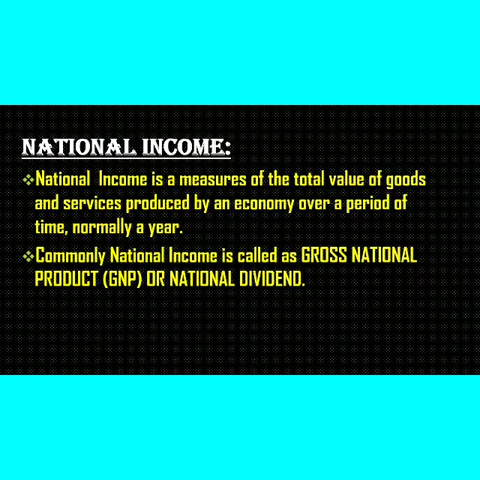 NATIONAL INCOME:
❖National Income is a measures of the total value of goods
and services produced by an economy over a period of
time, normally a year.
❖Commonly National Income is called as GROSS NATIONAL
PRODUCT (GNP) OR NATIONAL DIVIDEND.